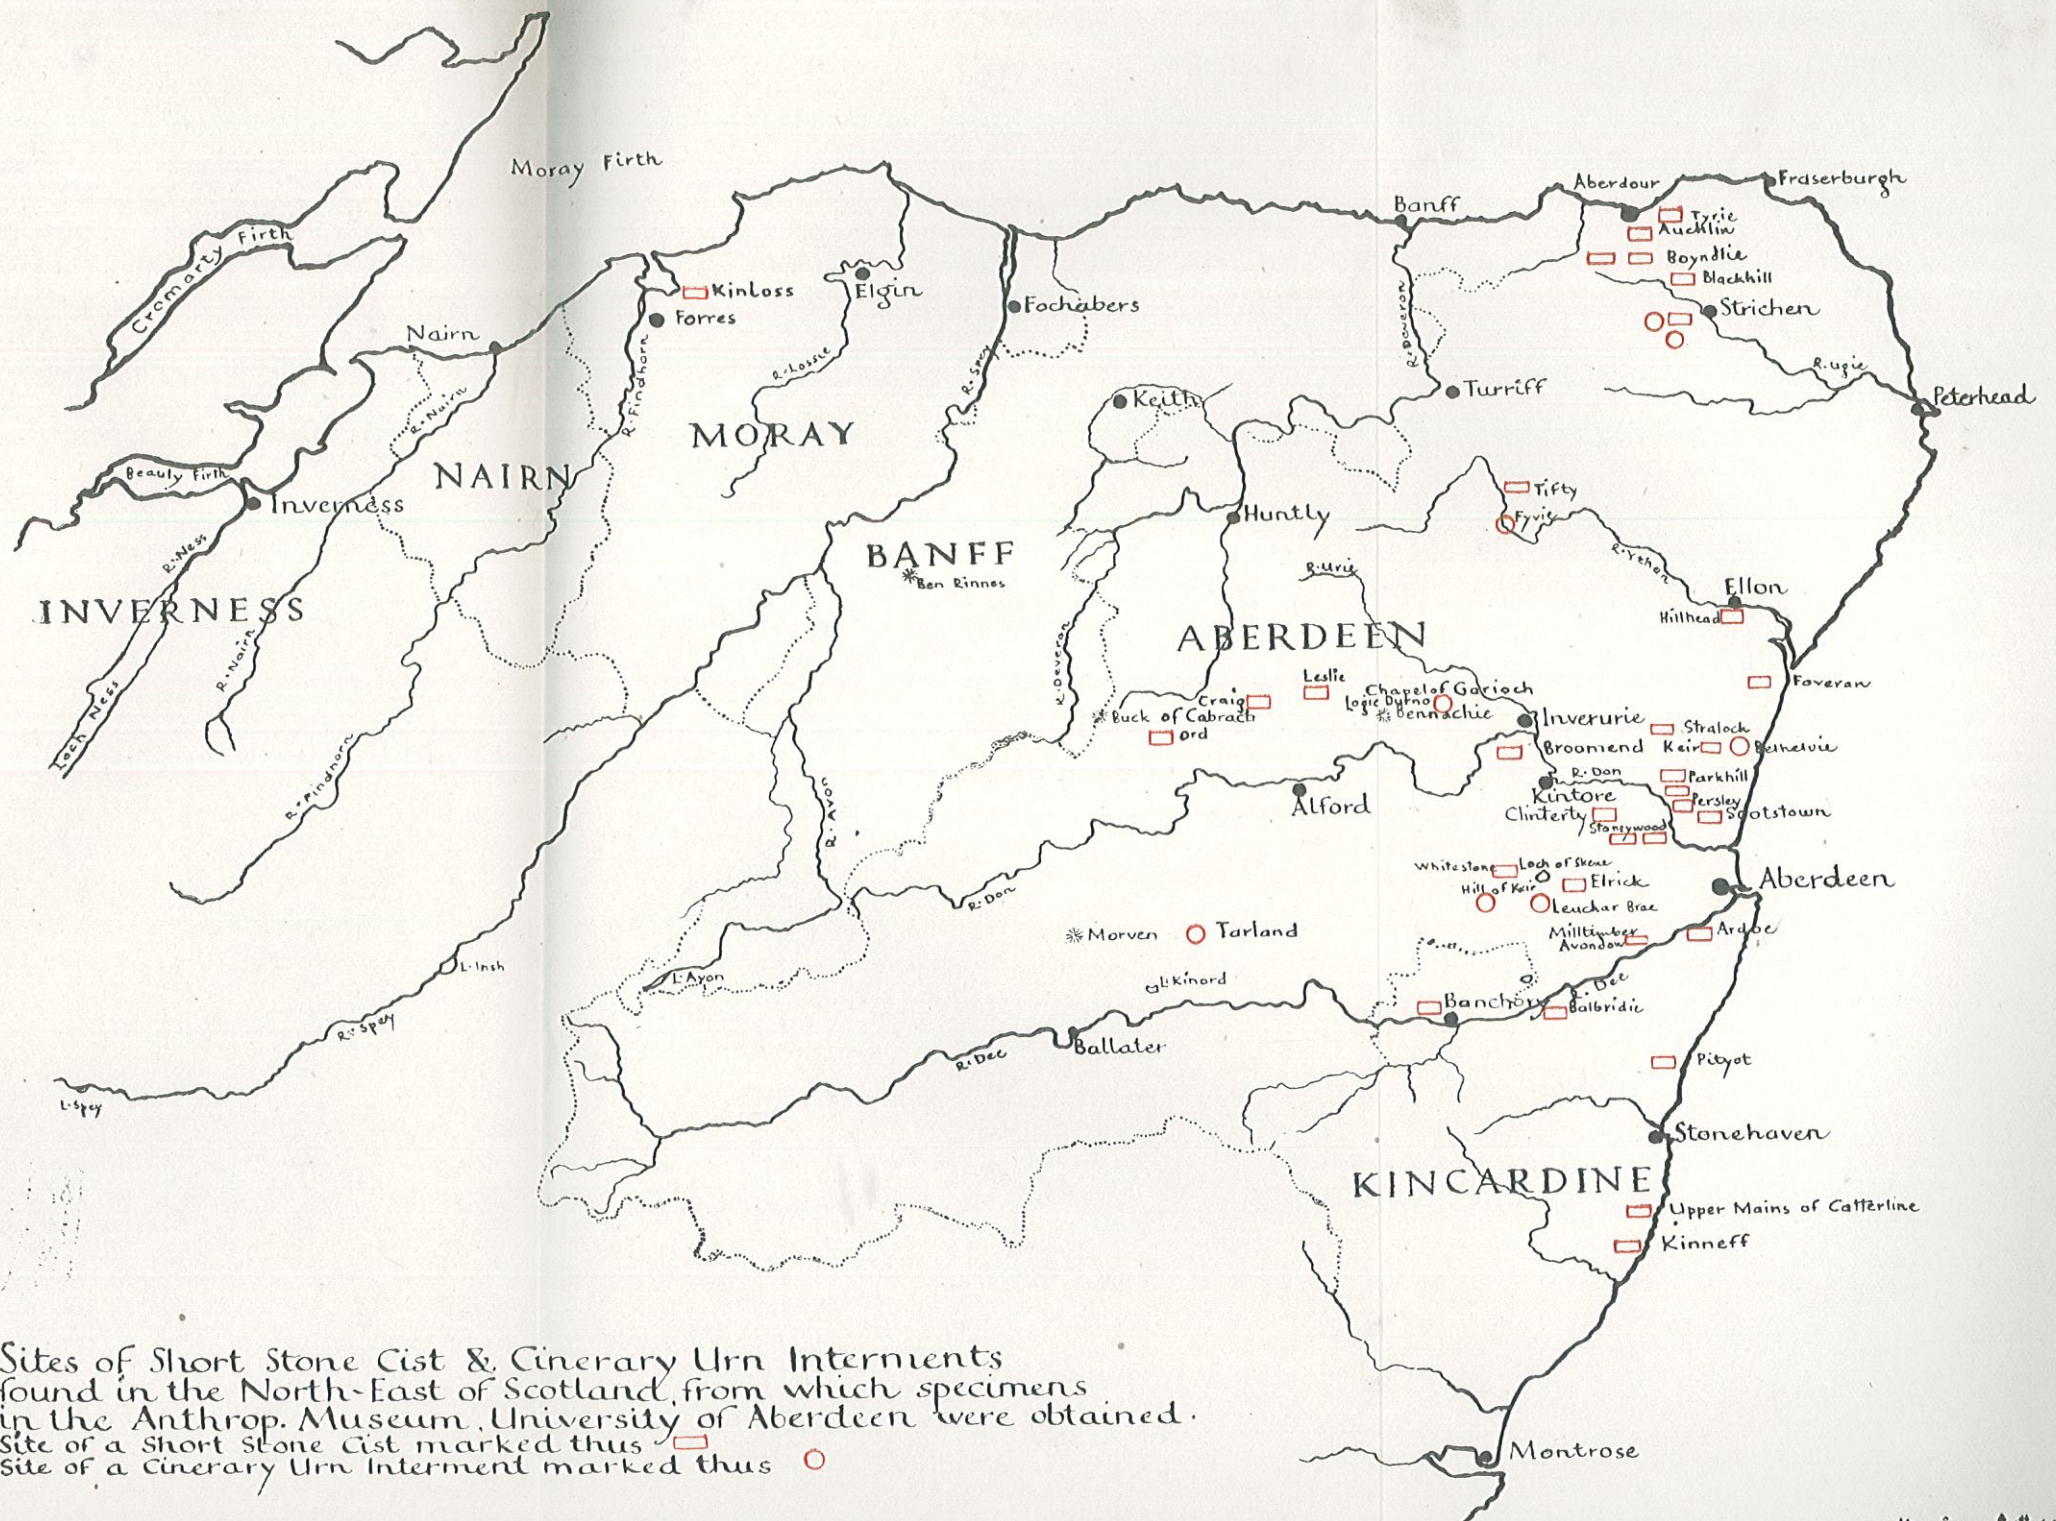 Moray Firth
Cromarty Firth
Aberdour
Fraserburgh
Banff
Tyrie
Aucklin
Boyndlie
Blackhill
Kinloss
Elgin
Forres
Fochabers
Strichen
Nairn
R. Nairn
R. Findhorn
R. Lossie
R. Spey
R. Doveron
R. Ugie
Peterhead
Turriff
Keith
MORAY
NAIRN
Beauly Firth
Inverness
Tifty
Fyvie
Huntly
R. Ness
BANFF
Ben Rinnes
R. Urie
R. Ythan
Ellon
Hillhead
INVERNESS
ABERDEEN
R. Nairn
R. Deveron
Loch Ness
Leslie
Foveran
Craig
Chapel of Garioch
Logie Durno
Bennachie
Buck of Cabrach
Ord
Inverurie
Straloch
Broomend
Keir
Belhelvie
R. Findhorn
R. Avon
R. Don
Parkhill
Kintore
Persley
Alford
Clinterty
Scotstown
Stoneywood
Whitestone
Loch of Skene
Hill of Keir
Elrick
Aberdeen
Leuchar Brae
R. Don
Morven
Tarland
Milltimber
Avondow
Ardoe
L. Insh
L. Avon
L. Kinord
R. Dee
Banchory
Balbridie
R. Spey
Ballater
R. Dee
Pityot
L. Spey
Stonehaven
KINCARDINE
Upper Mains of Catterline
Kinneff
Sites of Short Stone Cist & Cinerary Urn Interments
found in the North-East of Scotland, from which specimens
in the Anthrop. Museum, University of Aberdeen were obtained.
Site of a Short Stone Cist marked thus
Site of a Cinerary Urn Interment marked thus
Montrose